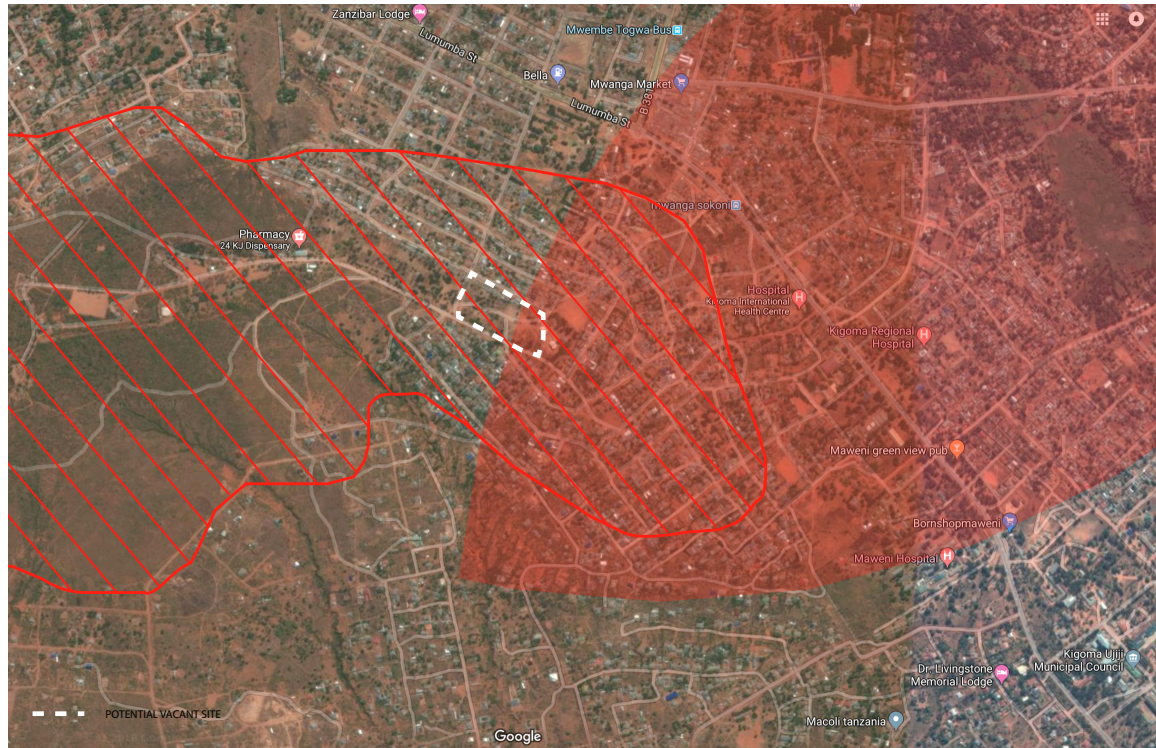 Zanzibar Lodge
Lumumba St
Mwembe Togwa Bus
Bella
Mwanga Market
Lumumba St
mwanga sokoni
Pharmacy
24 KJ Dispensary
Hospital
Kigoma International
Health Centre
Kigoma Regional
Hospital
Maweni green view pub
Bornshopmaweni
Maweni Hospital
Kigoma Ujiji
Municipal Council
Dr. Livingstone
Memorial Lodge
POTENTIAL VACANT SITE
Macoli tanzania
Google